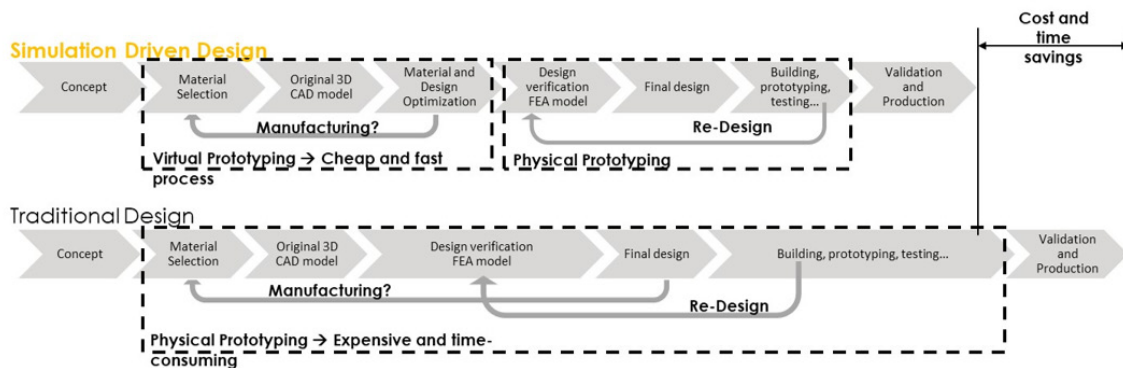 Cost and
time
savings
Simulation Driven Design
Concept
Material
Selection
Original 3D
CAD model
Material and
Design
Optimization
Design
verification
FEA model
Final design
Building,
prototyping,
testing...
Validation
and
Production
Manufacturing?
Re-Design
Virtual Prototyping → Cheap and fast
process
Physical Prototyping
Traditional Design
Concept
Material
Selection
Original 3D
CAD model
Design verification
FEA model
Final design
Building, prototyping, testing...
Validation
and
Production
Manufacturing?
Re-Design
Physical Prototyping → Expensive and time-
consuming